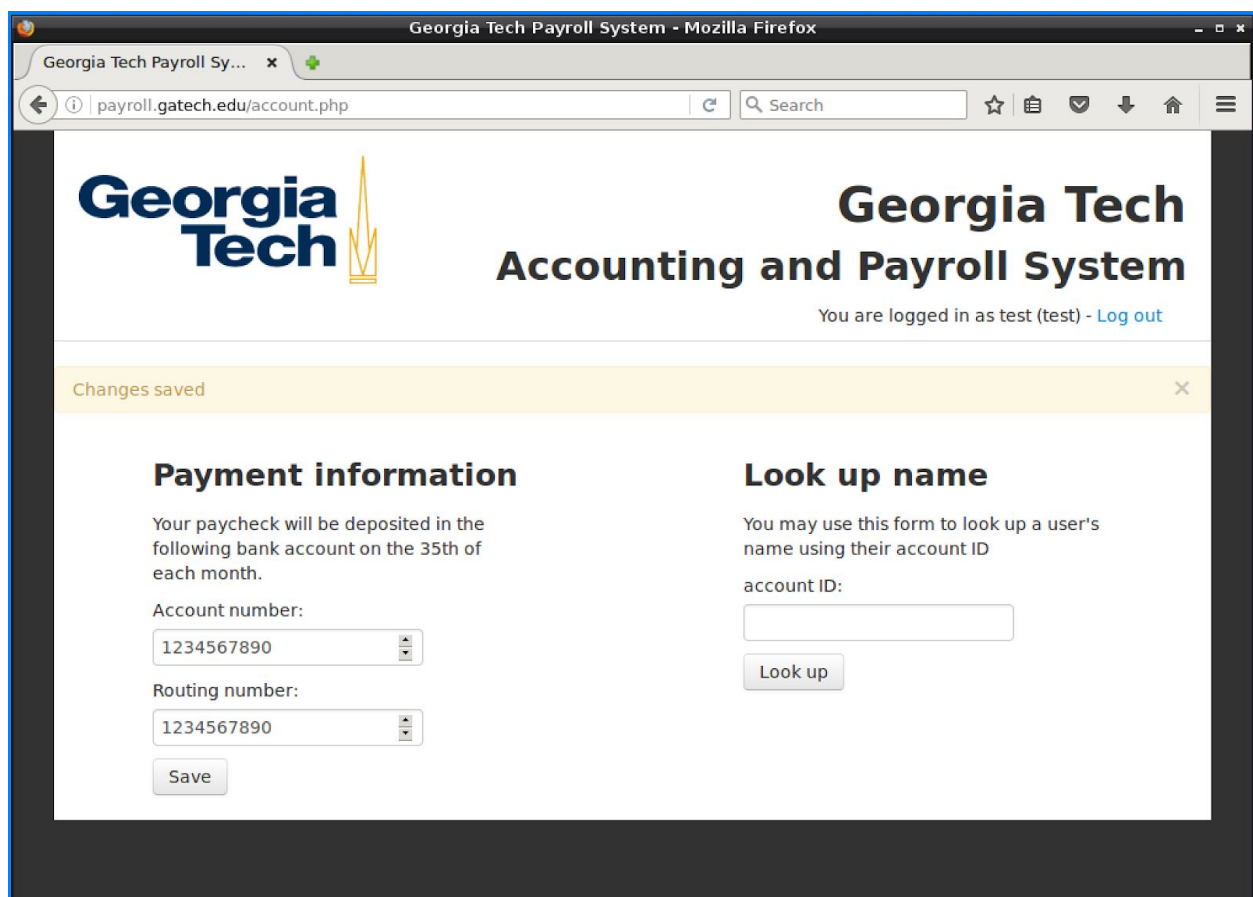 Georgia Tech Payroll System - Mozilla Firefox
Georgia Tech Payroll Sy...
payroll.gatech.edu/account.php
Search
Georgia
Tech
Georgia Tech
Accounting and Payroll System
You are logged in as test (test) - Log out
Changes saved
Payment information
Your paycheck will be deposited in the
following bank account on the 35th of
each month.
Account number:
1234567890
Routing number:
1234567890
Save
Look up name
You may use this form to look up a user's
name using their account ID
account ID:
Look up